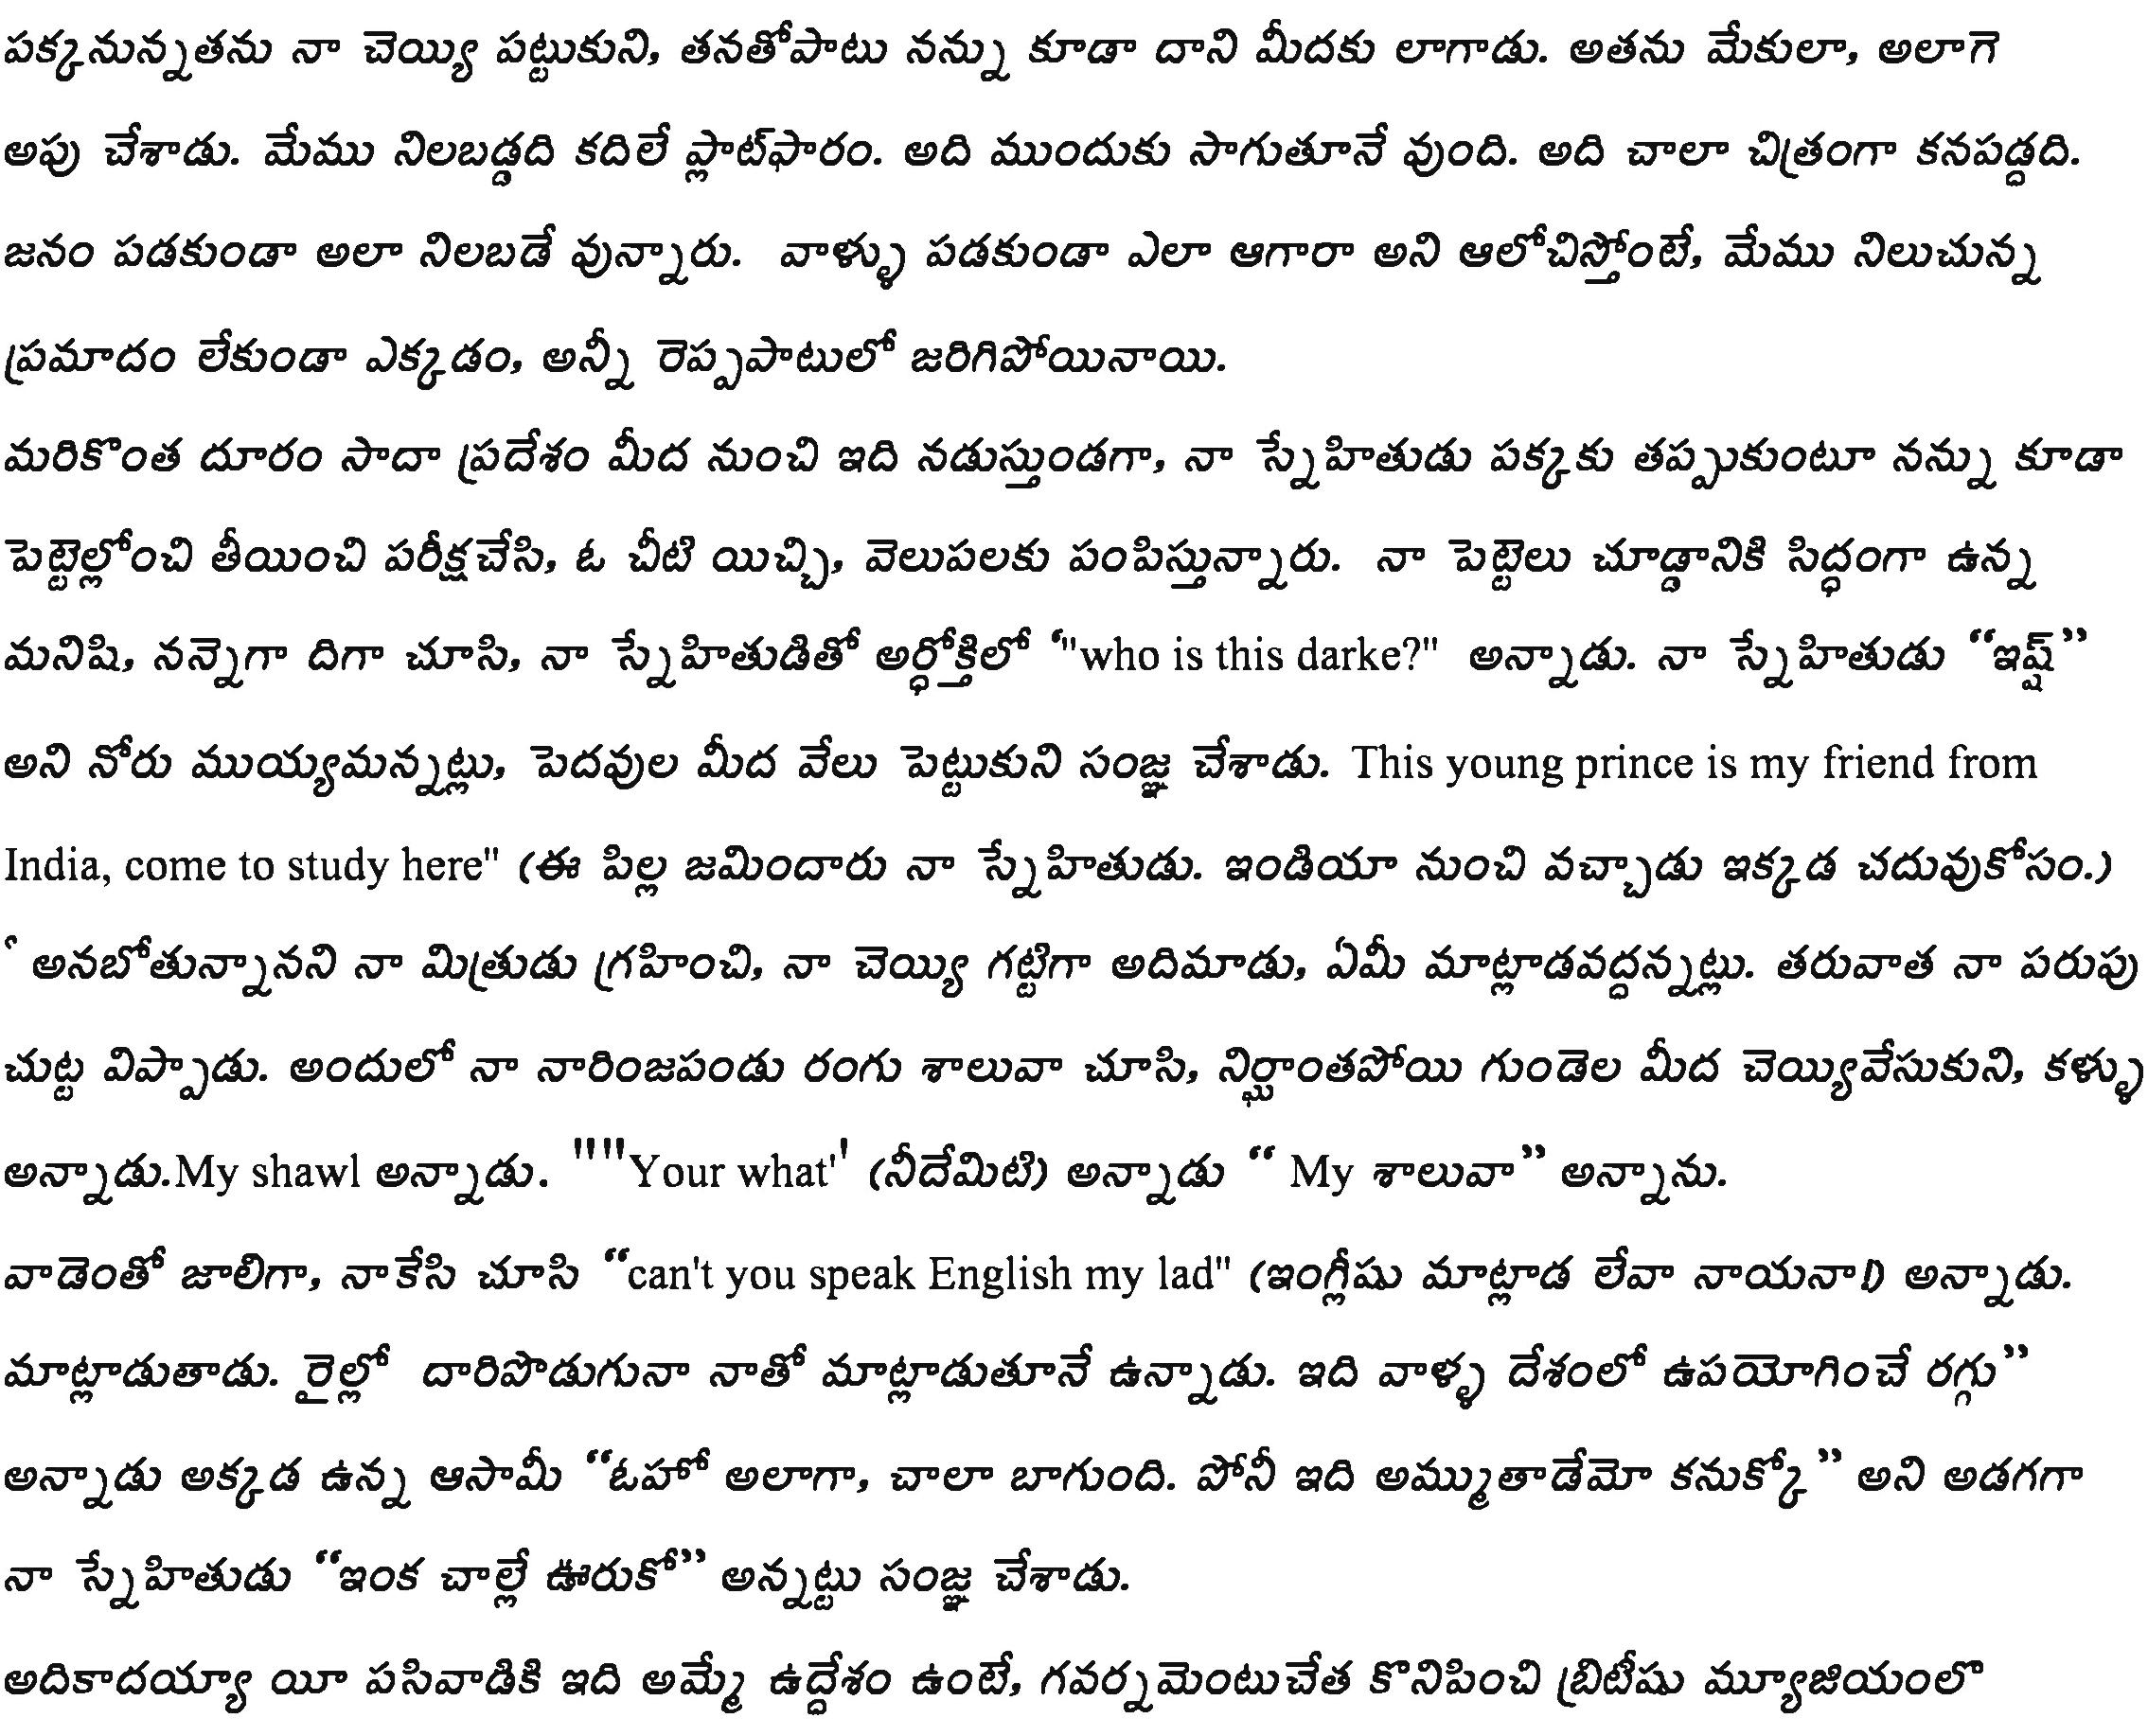 పక్కనున్నతను నా చెయ్యి పట్టుకుని, తనతోపాటు నన్ను కూడా దాని మీదకు లాగాడు. అతను మేకులా, అలాగె
అపు చేశాడు. మేము నిలబడ్డది కదిలే ప్లాట్‌ఫారం. అది ముందుకు సాగుతూనే వుంది. అది చాలా చిత్రంగా కనపడ్డది.
జనం పడకుండా అలా నిలబడే వున్నారు. వాళ్ళు పడకుండా ఎలా ఆగారా అని ఆలోచిస్తోంటే, మేము నిలుచున్న
ప్రమాదం లేకుండా ఎక్కడం, అన్నీ రెప్పపాటులో జరిగిపోయినాయి.
మరికొంత దూరం సాదా ప్రదేశం మీద నుంచి ఇది నడుస్తుండగా, నా స్నేహితుడు పక్కకు తప్పుకుంటూ నన్ను కూడా
పెట్టెల్లోంచి తీయించి పరీక్షచేసి, ఓ చీటి యిచ్చి, వెలుపలకు పంపిస్తున్నారు. నా పెట్టెలు చూడ్డానికి సిద్ధంగా ఉన్న
మనిషి, నన్నెగా దిగా చూసి, నా స్నేహితుడితో అర్ధోక్తిలో ‘"who is this darke?" అన్నాడు. నా స్నేహితుడు “ఇష్ష్”
అని నోరు ముయ్యమన్నట్లు, పెదవుల మీద వేలు పెట్టుకుని సంజ్ఞ చేశాడు. This young prince is my friend from
India, come to study here" (ఈ పిల్ల జమిందారు నా స్నేహితుడు. ఇండియా నుంచి వచ్చాడు ఇక్కడ చదువుకోసం.)
‘ అనబోతున్నానని నా మిత్రుడు గ్రహించి, నా చెయ్యి గట్టిగా అదిమాడు, ఏమీ మాట్లాడవద్దన్నట్లు. తరువాత నా పరుపు
చుట్ట విప్పాడు. అందులో నా నారింజపండు రంగు శాలువా చూసి, నిర్ఘాంతపోయి గుండెల మీద చెయ్యివేసుకుని, కళ్ళు
అన్నాడు.My shawl అన్నాడు. ""Your what'' (నీదేమిటి) అన్నాడు “ My శాలువా” అన్నాను.
వాడెంతో జాలిగా, నాకేసి చూసి “can't you speak English my lad" (ఇంగ్లీషు మాట్లాడ లేవా నాయనా!) అన్నాడు.
మాట్లాడుతాడు. రైల్లో దారిపొడుగునా నాతో మాట్లాడుతూనే ఉన్నాడు. ఇది వాళ్ళ దేశంలో ఉపయోగించే రగ్గు”
అన్నాడు అక్కడ ఉన్న ఆసామీ “ఓహో అలాగా, చాలా బాగుంది. పోనీ ఇది అమ్ముతాడేమో కనుక్కో” అని అడగగా
నా స్నేహితుడు “ఇంక చాల్లే ఊరుకో” అన్నట్టు సంజ్ఞ చేశాడు.
అదికాదయ్యా యీ పసివాడికి ఇది అమ్మే ఉద్దేశం ఉంటే, గవర్నమెంటుచేత కొనిపించి బ్రిటీషు మ్యూజియంలొ